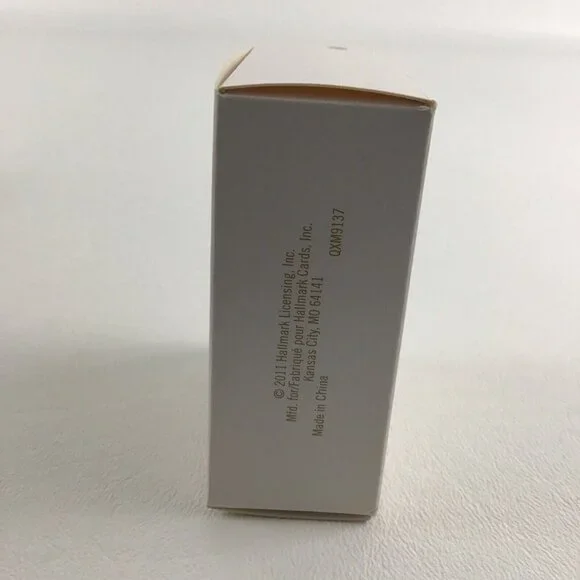 © 2011 Hallmark Licensing, Inc.
Mfd. for/Fabriqué pour Hallmark Cards, Inc.
Kansas City, MO 64141
Made in China
QXM9137